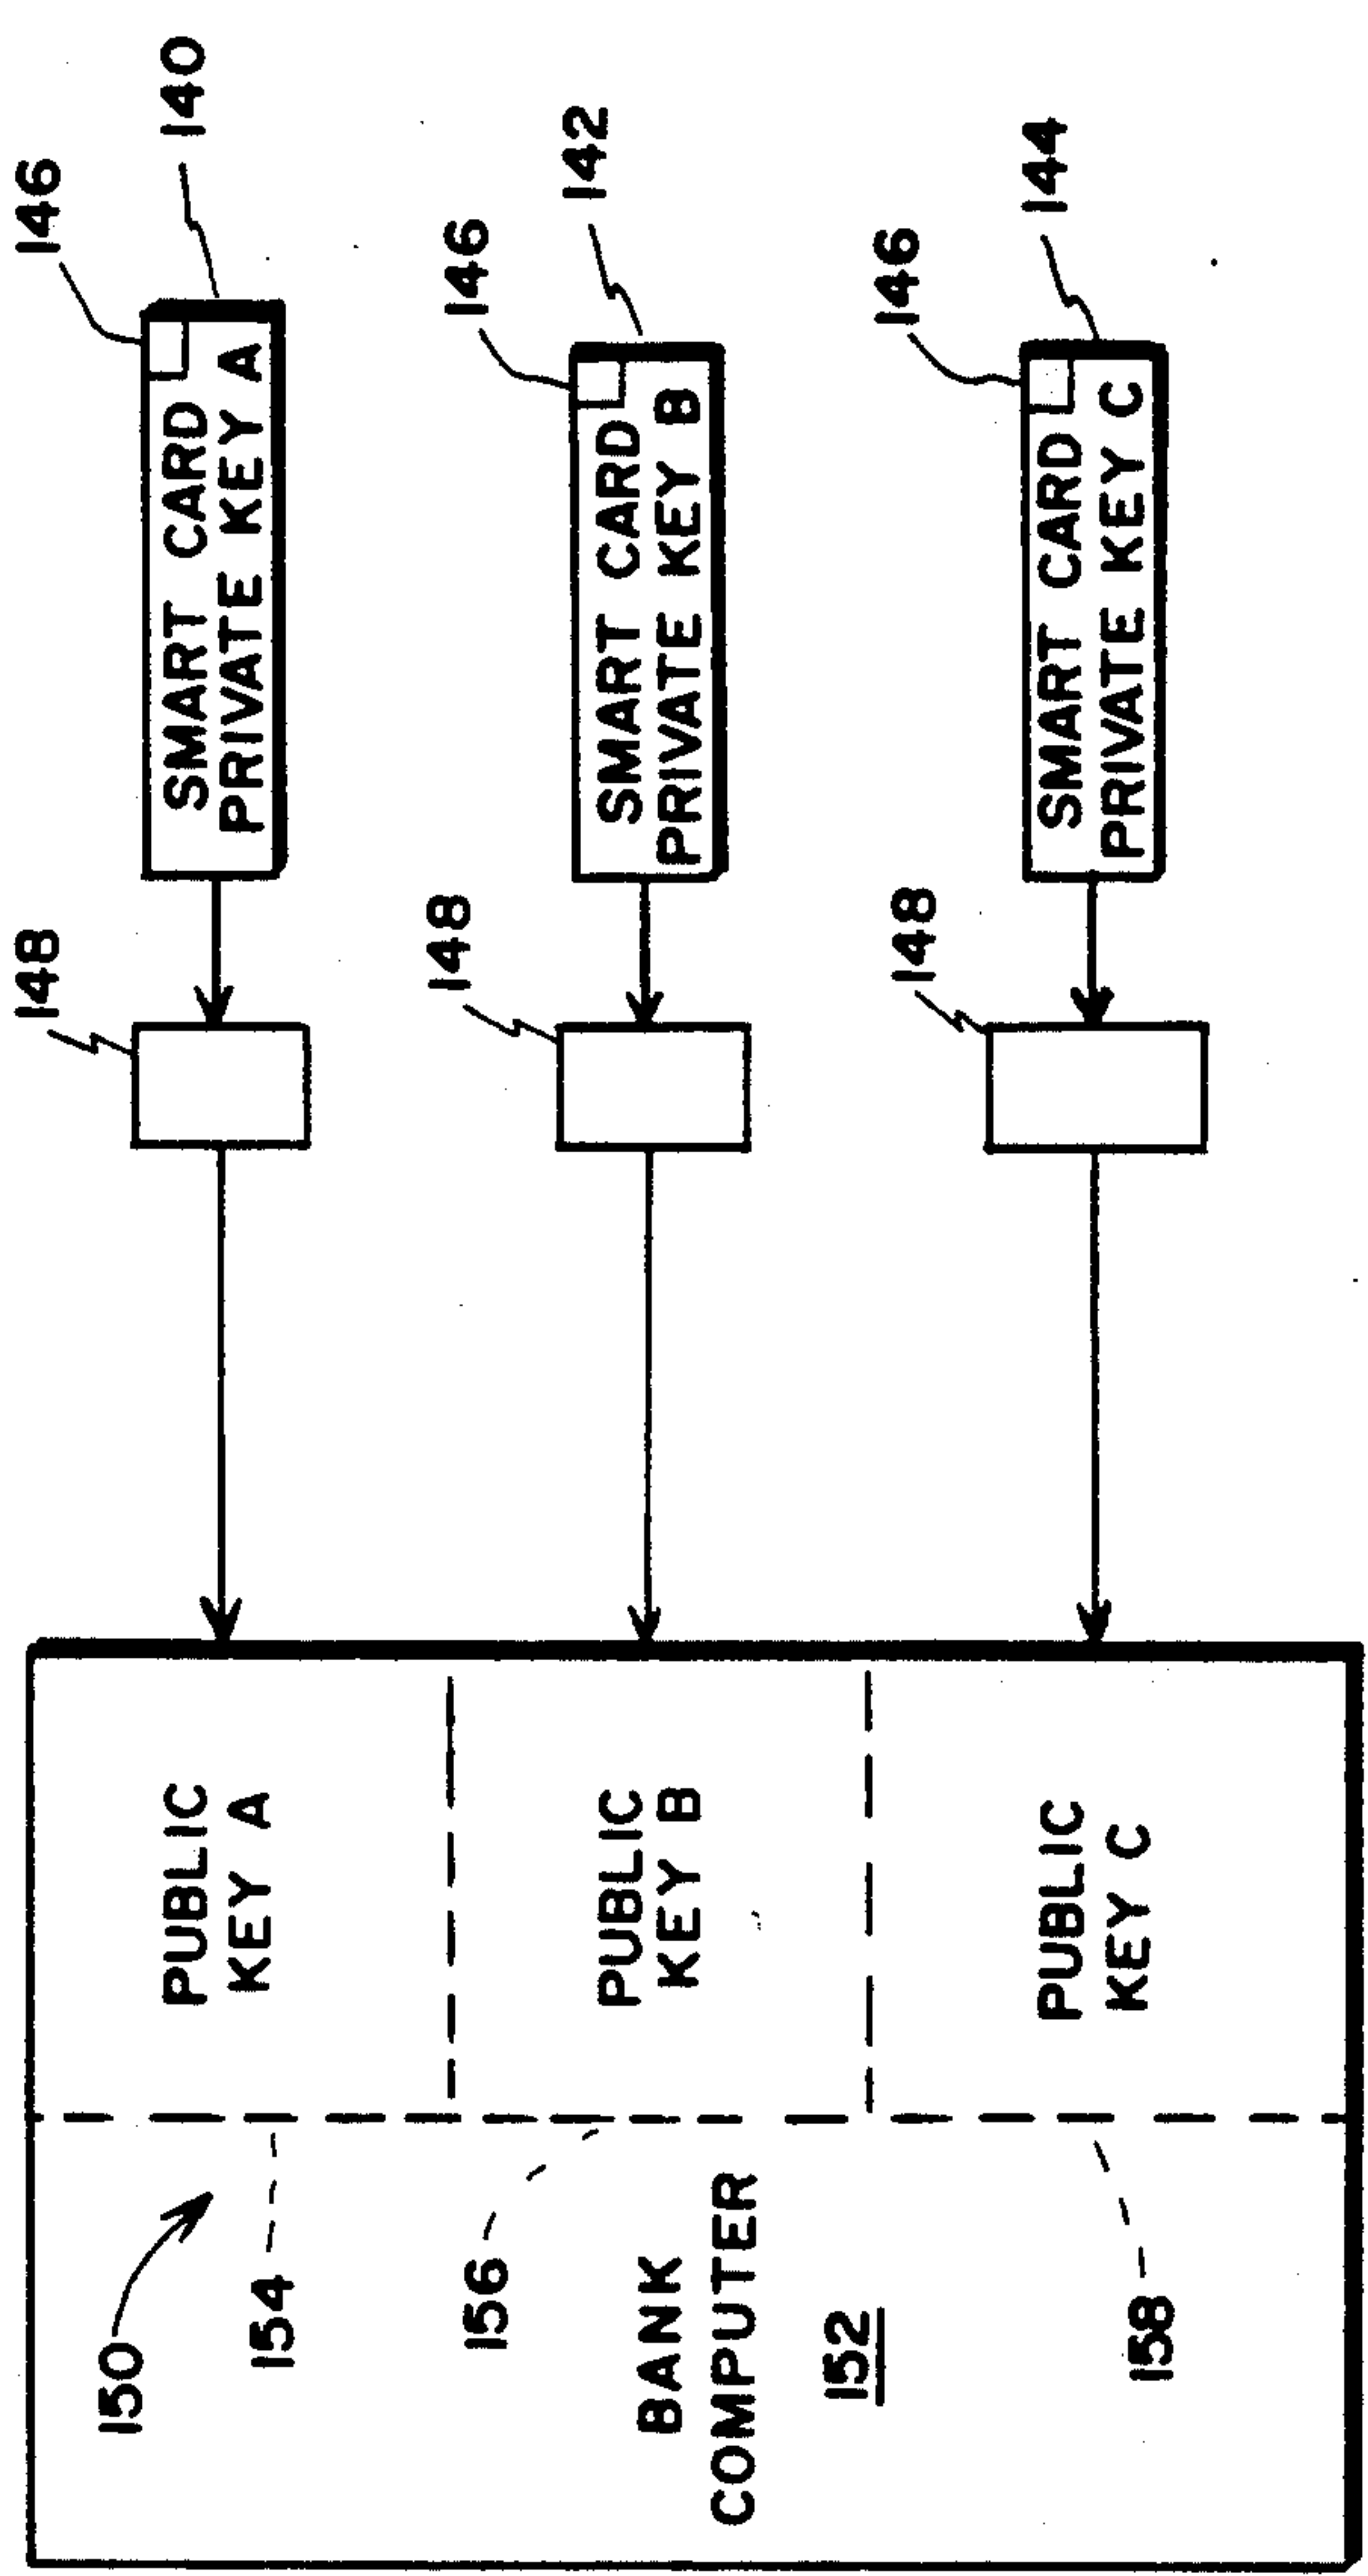 148
146
150
PUBLIC
KEY A
SMART CARD
PRIVATE KEY A
140
154
148
146
156
PUBLIC
KEY B
SMART CARD
PRIVATE KEY B
142
BANK
COMPUTER
152
148
146
PUBLIC
KEY C
SMART CARD
PRIVATE KEY C
144
158